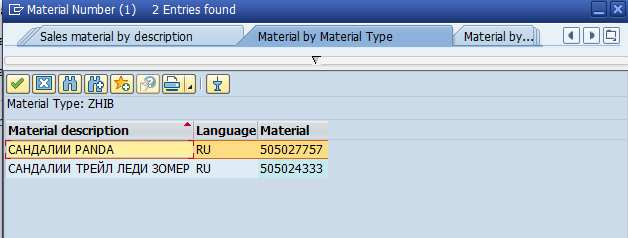 Material Number (1) 2 Entries found
Sales material by description Material by Material Type Material by...
Material Type: ZHIB
Material description Language Material
САНДАЛИИ PANDA RU 505027757
САНДАЛИИ ТРЕЙЛ ЛЕДИ ЗОМЕР RU 505024333